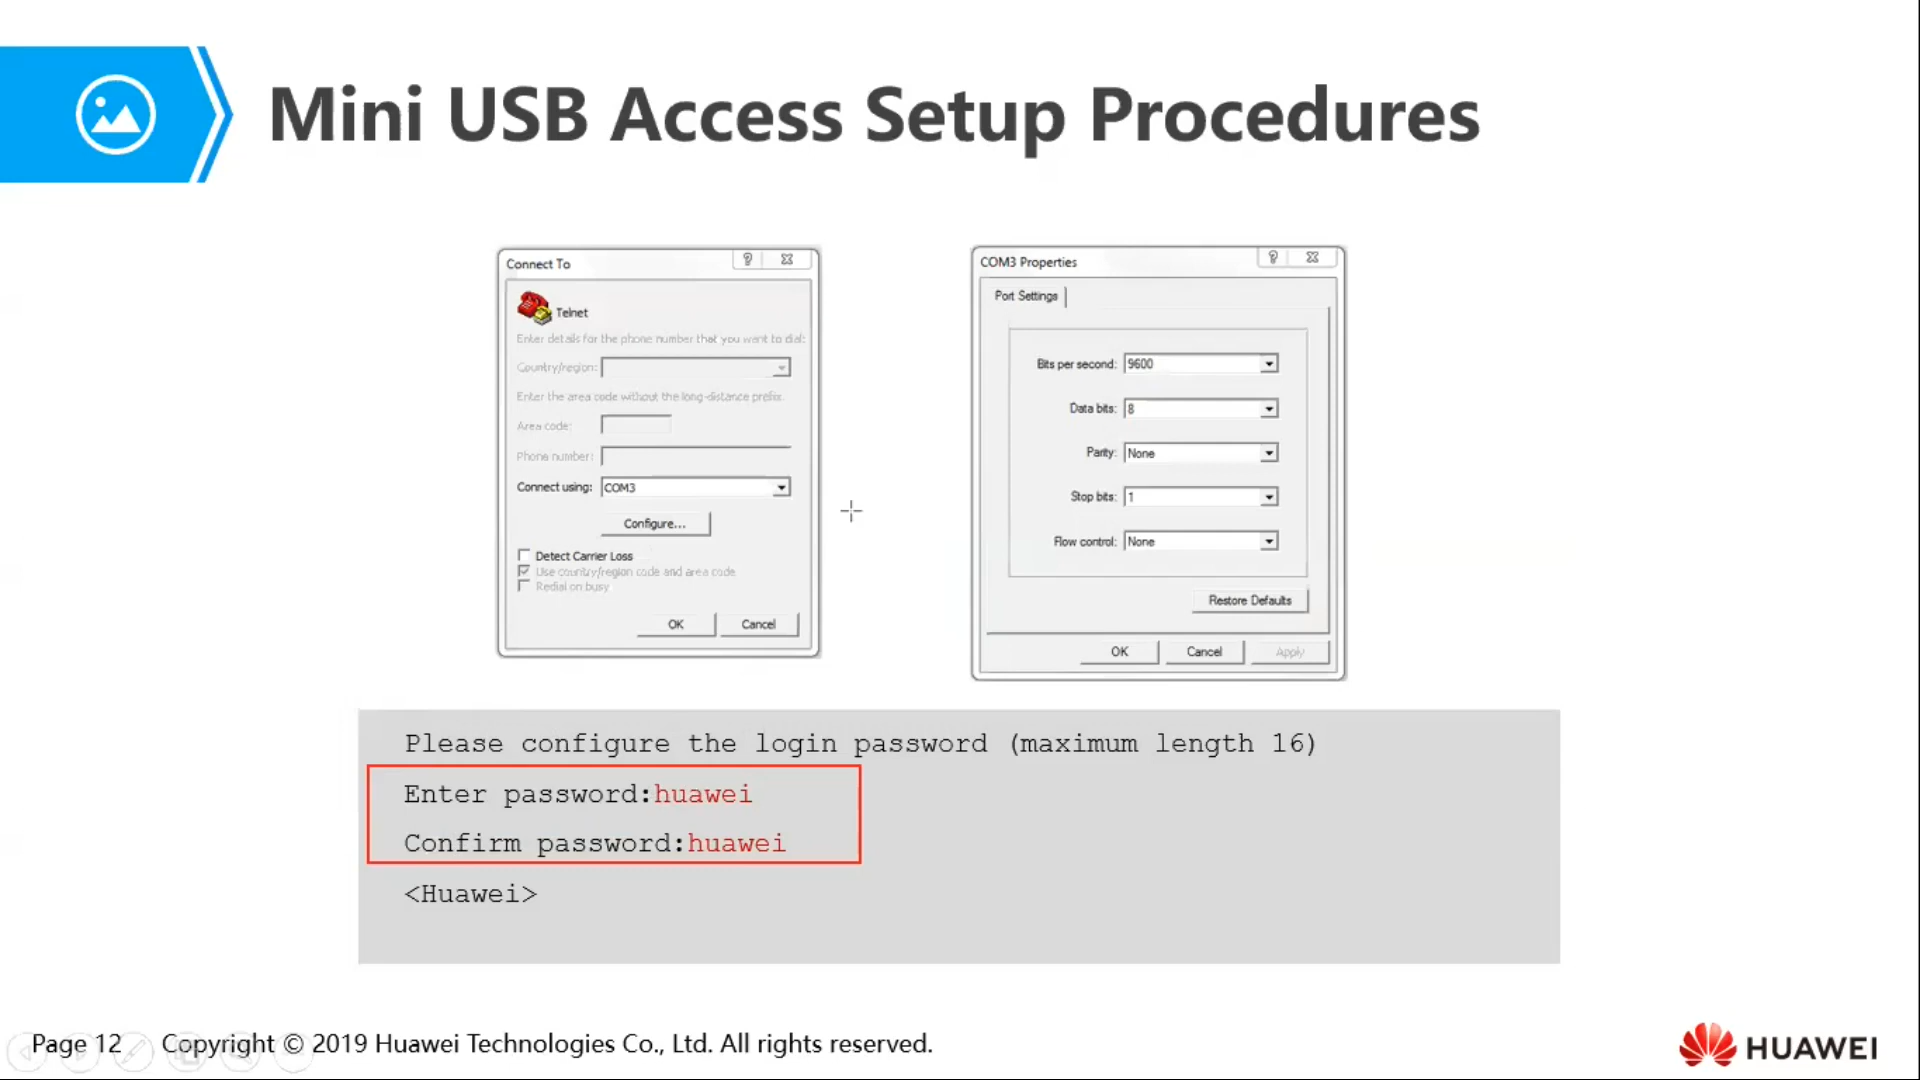 Mini USB Access Setup Procedures
Connect To
Telnet
Enter details for the phone number that you want to dial:
Country/region:
Enter the area code without the long-distance prefix.
Area code:
Phone number:
Connect using: COM3
Configure...
Detect Carrier Loss
Use country/region code and area code
Redial on busy
OK Cancel
COM3 Properties
Port Settings
Bits per second: 9600
Data bits: 8
Parity: None
Stop bits: 1
Flow control: None
Restore Defaults
OK Cancel Apply
Please configure the login password (maximum length 16)
Enter password:huawei
Confirm password:huawei
<Huawei>
Page 12 Copyright © 2019 Huawei Technologies Co., Ltd. All rights reserved.
HUAWEI